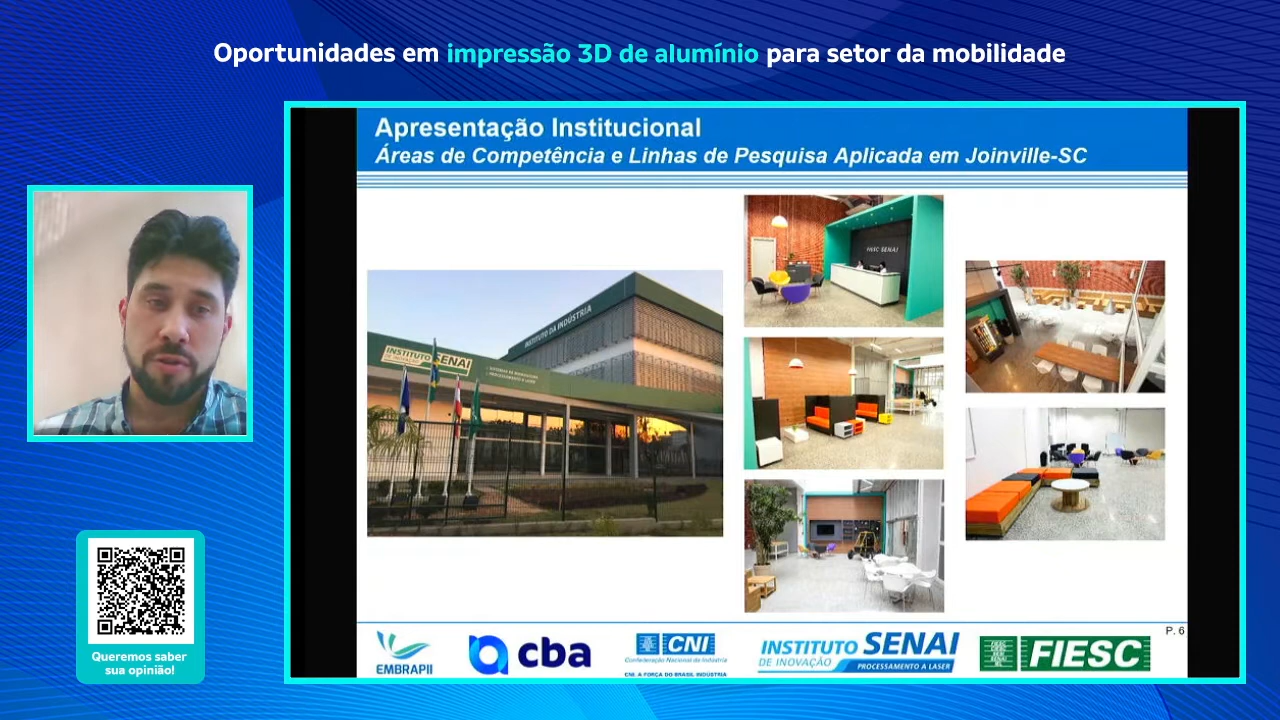 Oportunidades em impressão 3D de alumínio para setor da mobilidade
Apresentação Institucional
Áreas de Competência e Linhas de Pesquisa Aplicada em Joinville-SC
INSTITUTO DA INDÚSTRIA
INSTITUTO SENAI
DE INOVAÇÃO
FIESC SENAI
P. 6
EMBRAPII
cba
CNI
Confederação Nacional da Indústria
CNI. A FORÇA DO BRASIL INDÚSTRIA
INSTITUTO SENAI
DE INOVAÇÃO
PROCESSAMENTO A LASER
FIESC
Queremos saber
sua opinião!